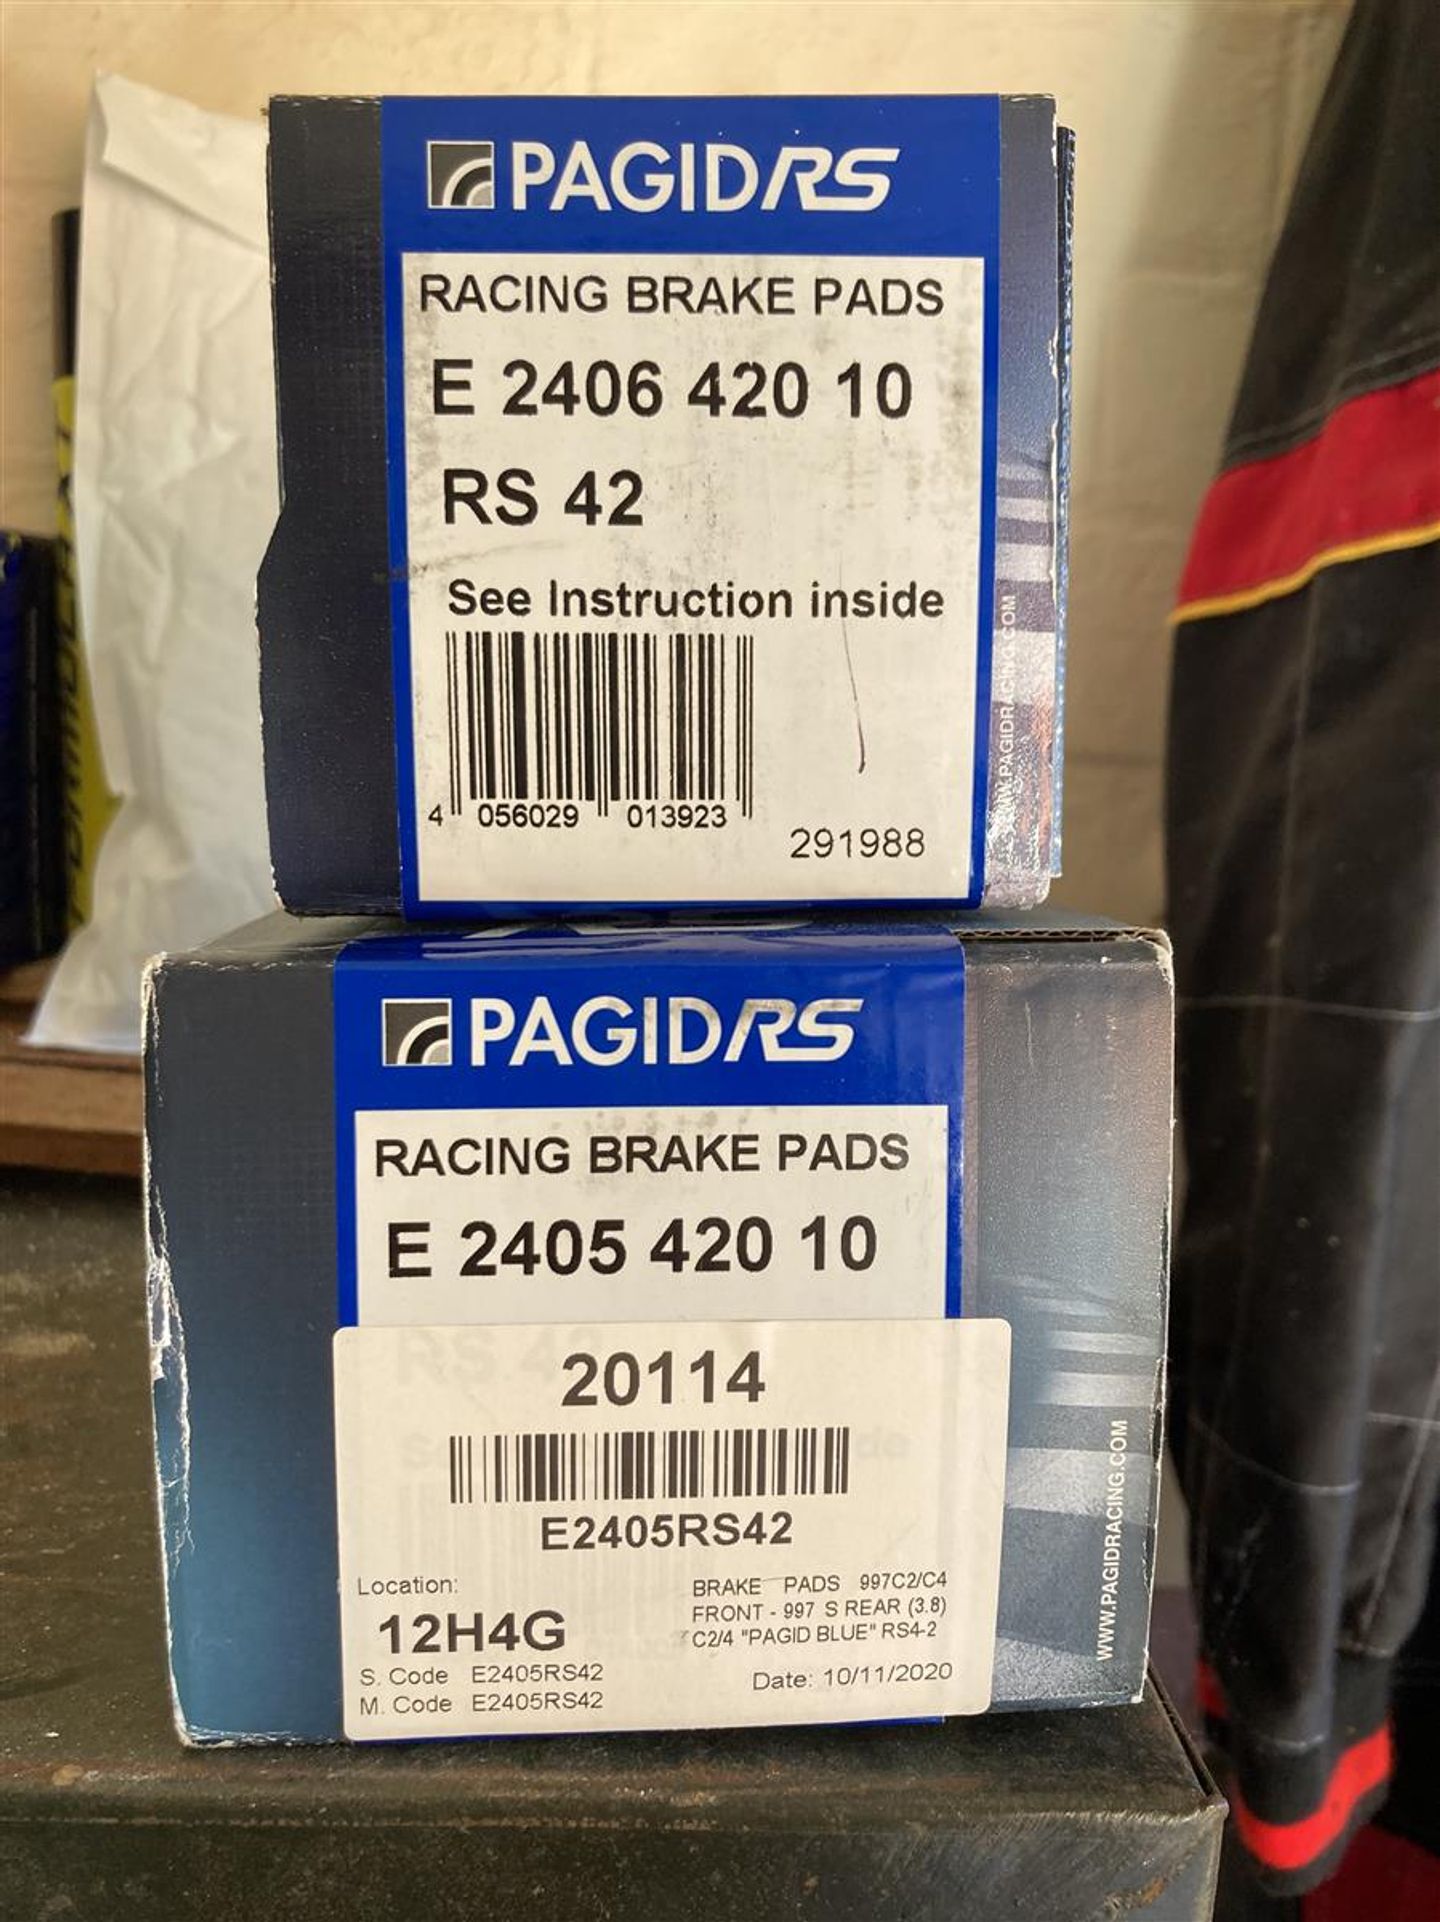 PAGIDRS
RACING BRAKE PADS
E 2406 420 10
RS 42
See Instruction inside
4 056029 013923
291988
WWW.PAGIDRACING.COM
PAGIDRS
RACING BRAKE PADS
E 2405 420 10
RS 42
20114
E2405RS42
Location:
12H4G
S. Code E2405RS42
M. Code E2405RS42
BRAKE PADS 997C2/C4
FRONT - 997 S REAR (3.8)
C2/4 "PAGID BLUE" RS4-2
Date: 10/11/2020
WWW.PAGIDRACING.COM